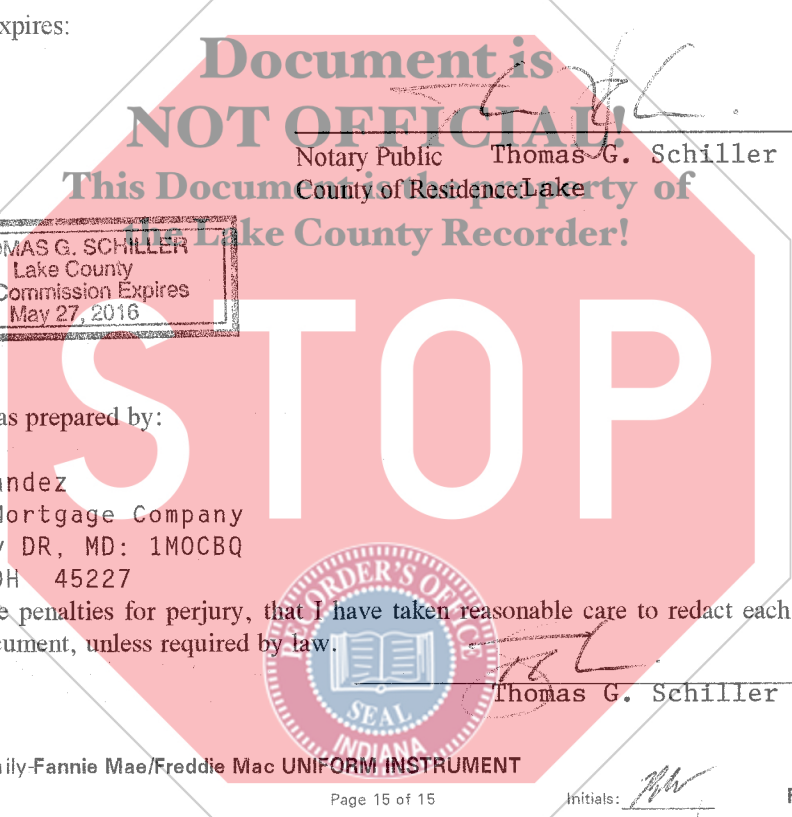 xpires:
Document is
NOT OFFICIAL!
Notary Public Thomas G. Schiller
This Document is the property of
County of Residence: Lake
the Lake County Recorder!
OMAS G. SCHILLER
Lake County
Commission Expires
May 27, 2016
STOP
as prepared by:
andez
Mortgage Company
y DR, MD: 1MOCBQ
OH 45227
e penalties for perjury, that I have taken reasonable care to redact each
cument, unless required by law.
RECORDER'S OFFICE
Thomas G. Schiller
SEAL
INDIANA
ily-Fannie Mae/Freddie Mac UNIFORM INSTRUMENT
Page 15 of 15
Initials:
F